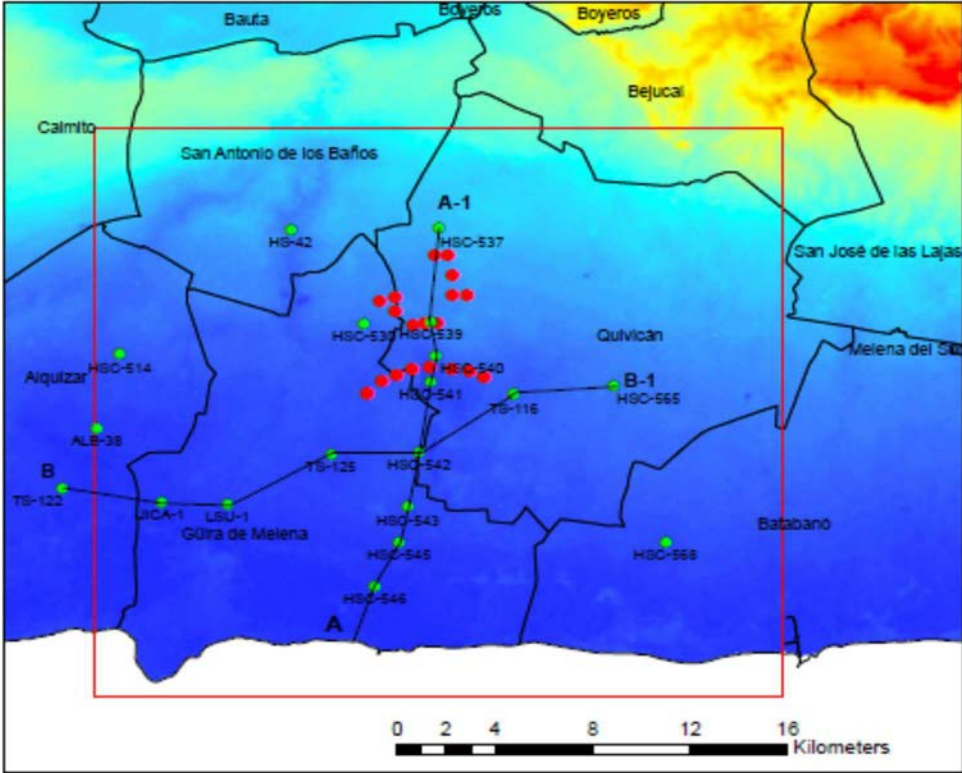 Boyeros
Boyeros
Bauta
Bejucal
Caimito
San Antonio de los Baños
A-1
HS-42
HSC-537
San José de las Lajas
HSC-530
HSC-539
Quivicán
Melena del Su
HSC-514
HSC-540
Alquizar
HSC-541
B-1
HSC-565
TS-116
ALB-38
TS-125
HSC-542
B
TS-122
JICA-1
LSU-1
HSC-543
Güira de Melena
Batabanó
HSC-545
HSC-568
HSC-546
A
0 2 4 8 12 16
Kilometers